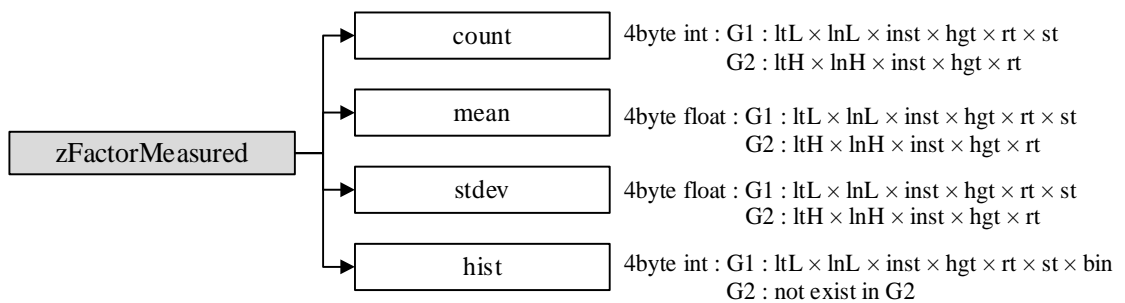 count
4byte int : G1 : ltL × lnL × inst × hgt × rt × st
G2 : ltH × lnH × inst × hgt × rt
mean
4byte float : G1 : ltL × lnL × inst × hgt × rt × st
G2 : ltH × lnH × inst × hgt × rt
zFactorMeasured
stdev
4byte float : G1 : ltL × lnL × inst × hgt × rt × st
G2 : ltH × lnH × inst × hgt × rt
hist
4byte int : G1 : ltL × lnL × inst × hgt × rt × st × bin
G2 : not exist in G2